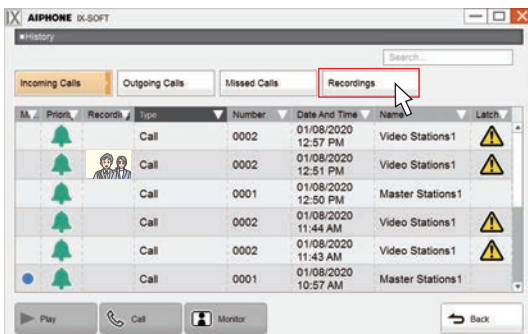 AIPHONE IX-SOFT
■History
Search...
Incoming Calls Outgoing Calls Missed Calls Recordings
M... Priorit Recordi Type Number Date And Time Name Latch
Call 0002 01/08/2020 12:57 PM Video Stations1
Call 0002 01/08/2020 12:51 PM Video Stations1
Call 0001 01/08/2020 12:50 PM Master Stations1
Call 0002 01/08/2020 11:44 AM Video Stations1
Call 0002 01/08/2020 11:43 AM Video Stations1
Call 0001 01/08/2020 10:57 AM Master Stations1
Play Call Monitor Back